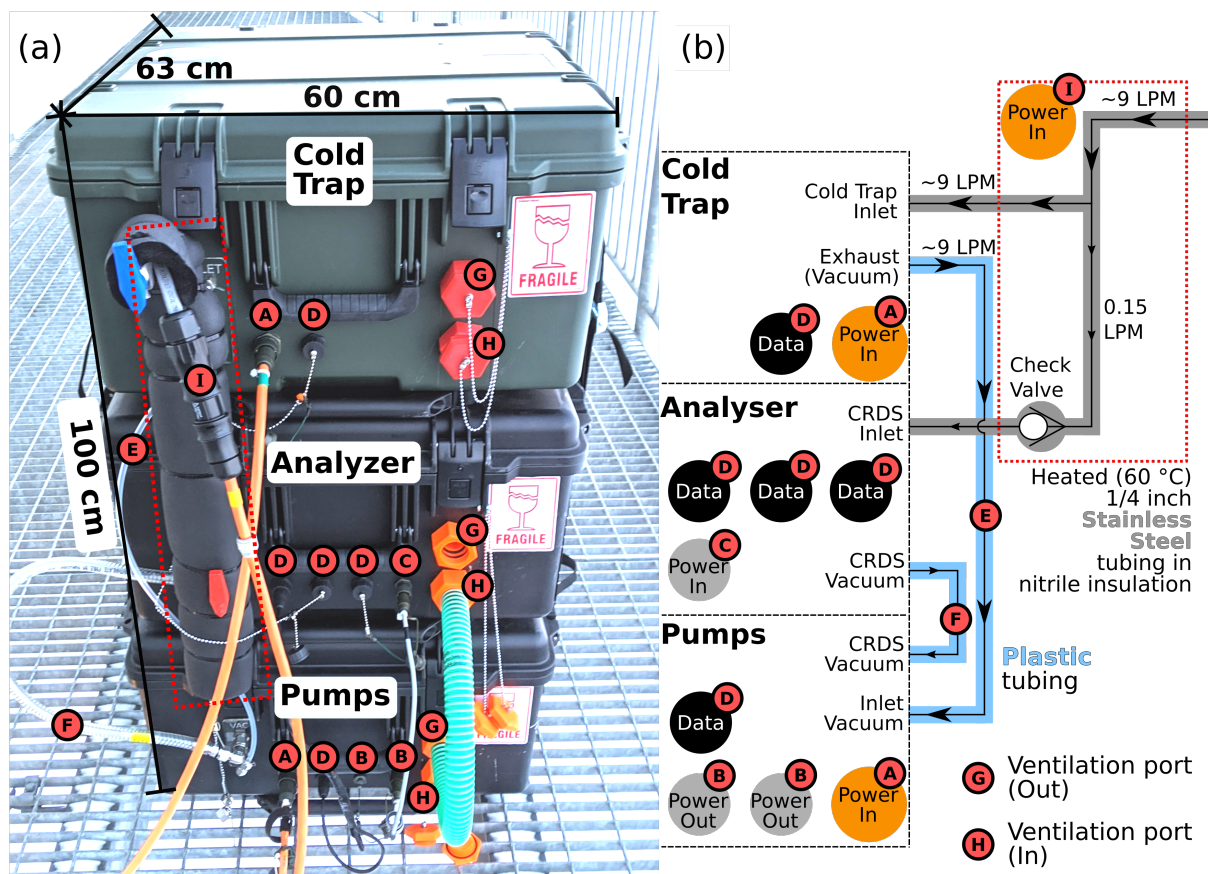 (a)
63 cm
60 cm
Cold
Trap
FRAGILE
G
A
D
H
I
E
100 cm
Analyzer
FRAGILE
G
D
D
D
C
H
Pumps
F
VAC
G
A
D
B
B
H
(b)
I
Power
In
~9 LPM
Cold
Trap
Cold Trap
Inlet
~9 LPM
Exhaust
(Vacuum)
~9 LPM
D
Data
A
Power
In
0.15
LPM
Check
Valve
Analyser
CRDS
Inlet
D
Data
D
Data
D
Data
C
Power
In
E
Heated (60 °C)
1/4 inch
Stainless
Steel
tubing in
nitrile insulation
CRDS
Vacuum
F
Pumps
CRDS
Vacuum
Inlet
Vacuum
Plastic
tubing
D
Data
B
Power
Out
B
Power
Out
A
Power
In
G
Ventilation port
(Out)
H
Ventilation port
(In)